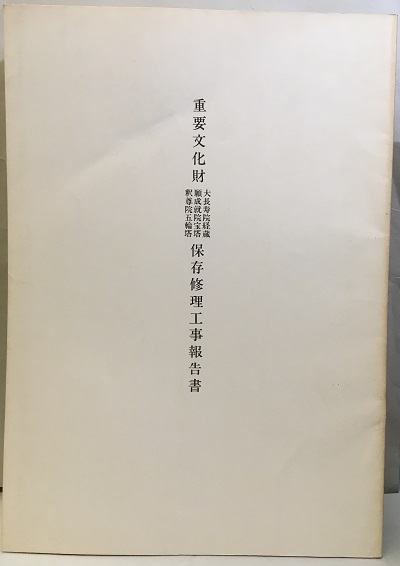 重要文化財
大長寿院経蔵
願成就院宝塔
釈尊院五輪塔
保存修理工事報告書